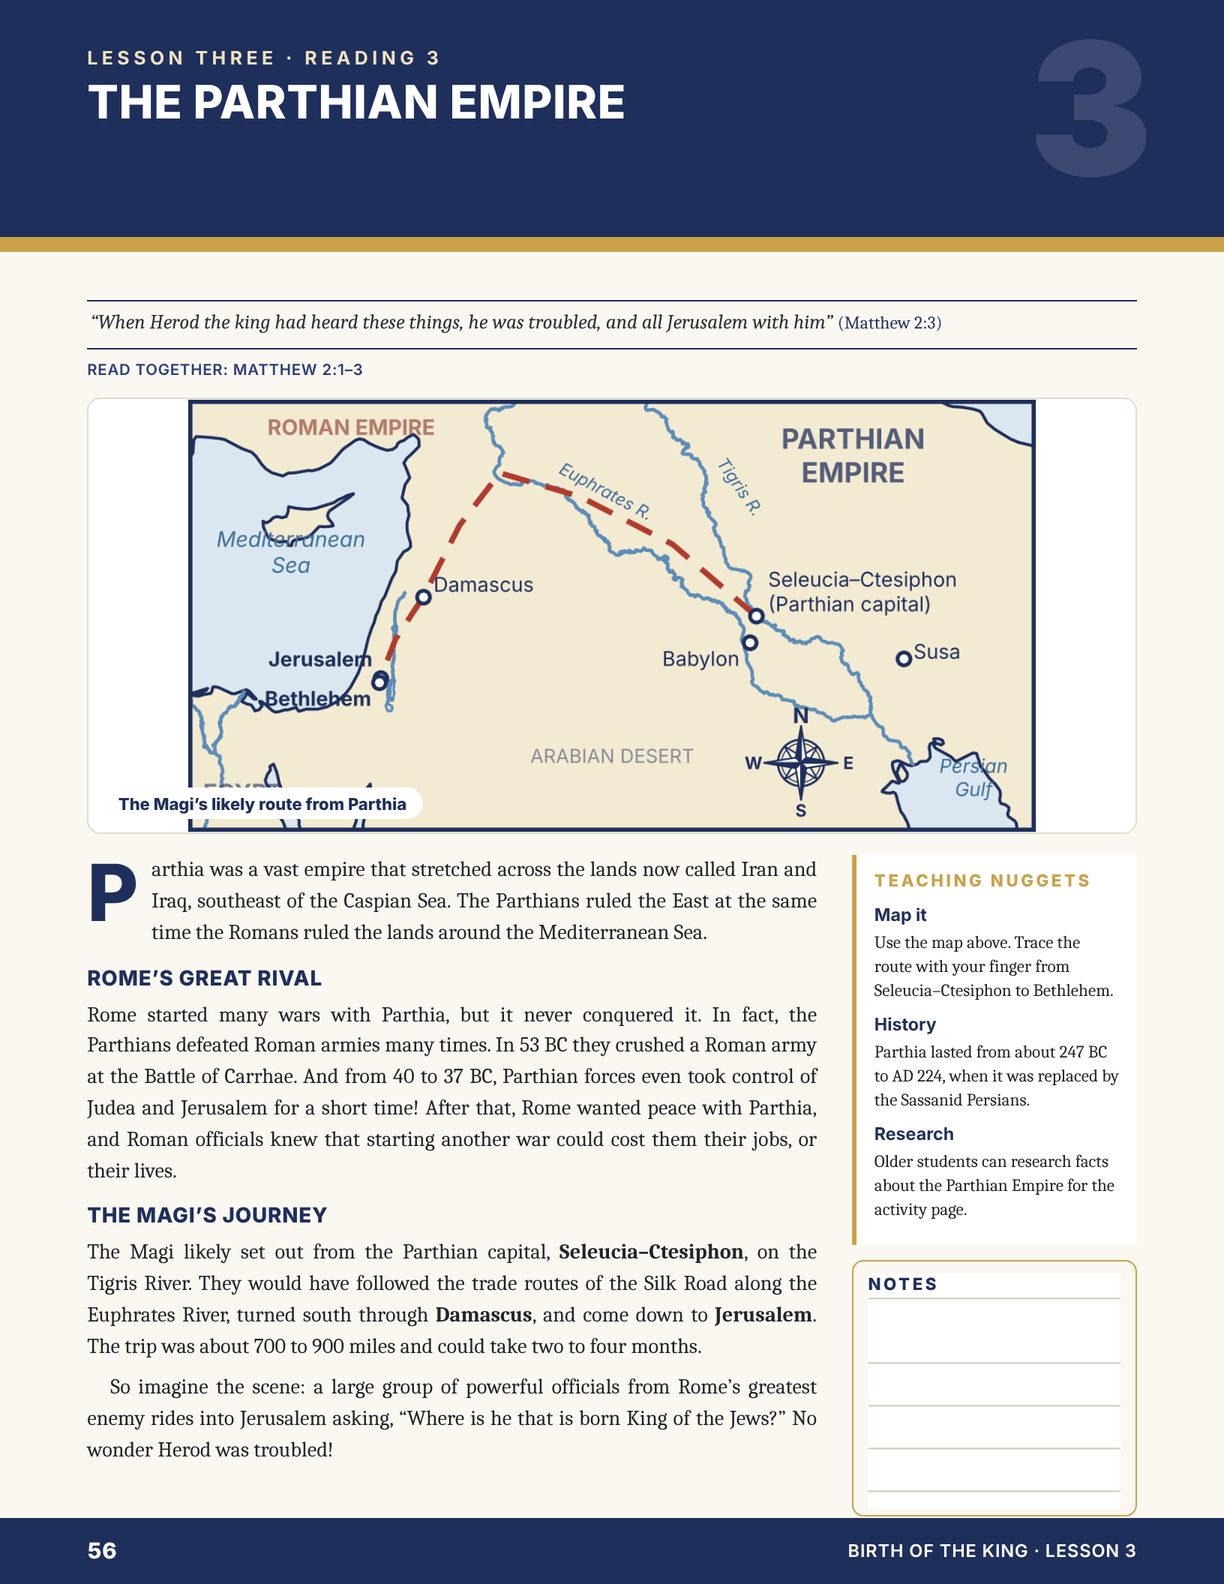 LESSON THREE · READING 3
THE PARTHIAN EMPIRE
3
“When Herod the king had heard these things, he was troubled, and all Jerusalem with him” (Matthew 2:3)
READ TOGETHER: MATTHEW 2:1–3
ROMAN EMPIRE
PARTHIAN
EMPIRE
Euphrates R.
Tigris R.
Mediterranean
Sea
Damascus
Seleucia–Ctesiphon
(Parthian capital)
Jerusalem
Babylon
Susa
Bethlehem
N
W
E
S
ARABIAN DESERT
Persian
Gulf
EGYPT
The Magi’s likely route from Parthia
Parthia was a vast empire that stretched across the lands now called Iran and
Iraq, southeast of the Caspian Sea. The Parthians ruled the East at the same
time the Romans ruled the lands around the Mediterranean Sea.
ROME’S GREAT RIVAL
Rome started many wars with Parthia, but it never conquered it. In fact, the
Parthians defeated Roman armies many times. In 53 BC they crushed a Roman army
at the Battle of Carrhae. And from 40 to 37 BC, Parthian forces even took control of
Judea and Jerusalem for a short time! After that, Rome wanted peace with Parthia,
and Roman officials knew that starting another war could cost them their jobs, or
their lives.
THE MAGI’S JOURNEY
The Magi likely set out from the Parthian capital, Seleucia–Ctesiphon, on the
Tigris River. They would have followed the trade routes of the Silk Road along the
Euphrates River, turned south through Damascus, and come down to Jerusalem.
The trip was about 700 to 900 miles and could take two to four months.
So imagine the scene: a large group of powerful officials from Rome’s greatest
enemy rides into Jerusalem asking, “Where is he that is born King of the Jews?” No
wonder Herod was troubled!
TEACHING NUGGETS
Map it
Use the map above. Trace the
route with your finger from
Seleucia–Ctesiphon to Bethlehem.
History
Parthia lasted from about 247 BC
to AD 224, when it was replaced by
the Sassanid Persians.
Research
Older students can research facts
about the Parthian Empire for the
activity page.
NOTES
56
BIRTH OF THE KING · LESSON 3